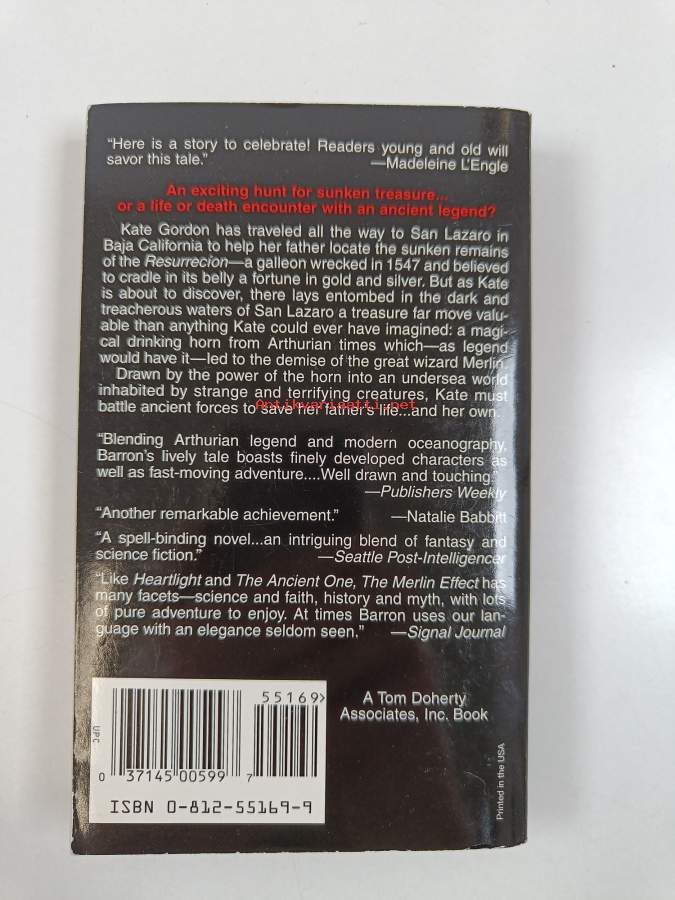 “Here is a story to celebrate! Readers young and old will
savor this tale.” —Madeleine L’Engle
An exciting hunt for sunken treasure...
or a life or death encounter with an ancient legend?
Kate Gordon has traveled all the way to San Lazaro in
Baja California to help her father locate the sunken remains
of the Resurreccion—a galleon wrecked in 1547 and believed
to cradle in its belly a fortune in gold and silver. But as Kate
is about to discover, there lays entombed in the dark and
treacherous waters of San Lazaro a treasure far move valu-
able than anything Kate could ever have imagined: a magi-
cal drinking horn from Arthurian times which—as legend
would have it—led to the demise of the great wizard Merlin.
Drawn by the power of the horn into an undersea world
inhabited by strange and terrifying creatures, Kate must
battle ancient forces to save her father’s life...and her own.
Antikvariaatti.net
“Blending Arthurian legend and modern oceanography,
Barron’s lively tale boasts finely developed characters as
well as fast-moving adventure....Well drawn and touching.”
—Publishers Weekly
“Another remarkable achievement.” —Natalie Babbitt
“A spell-binding novel...an intriguing blend of fantasy and
science fiction.” —Seattle Post-Intelligencer
“Like Heartlight and The Ancient One, The Merlin Effect has
many facets—science and faith, history and myth, with lots
of pure adventure to enjoy. At times Barron uses our lan-
guage with an elegance seldom seen.” —Signal Journal
55169>
UPC
0 37145 00599 7
ISBN 0-812-55169-9
A Tom Doherty
Associates, Inc. Book
Printed in the USA